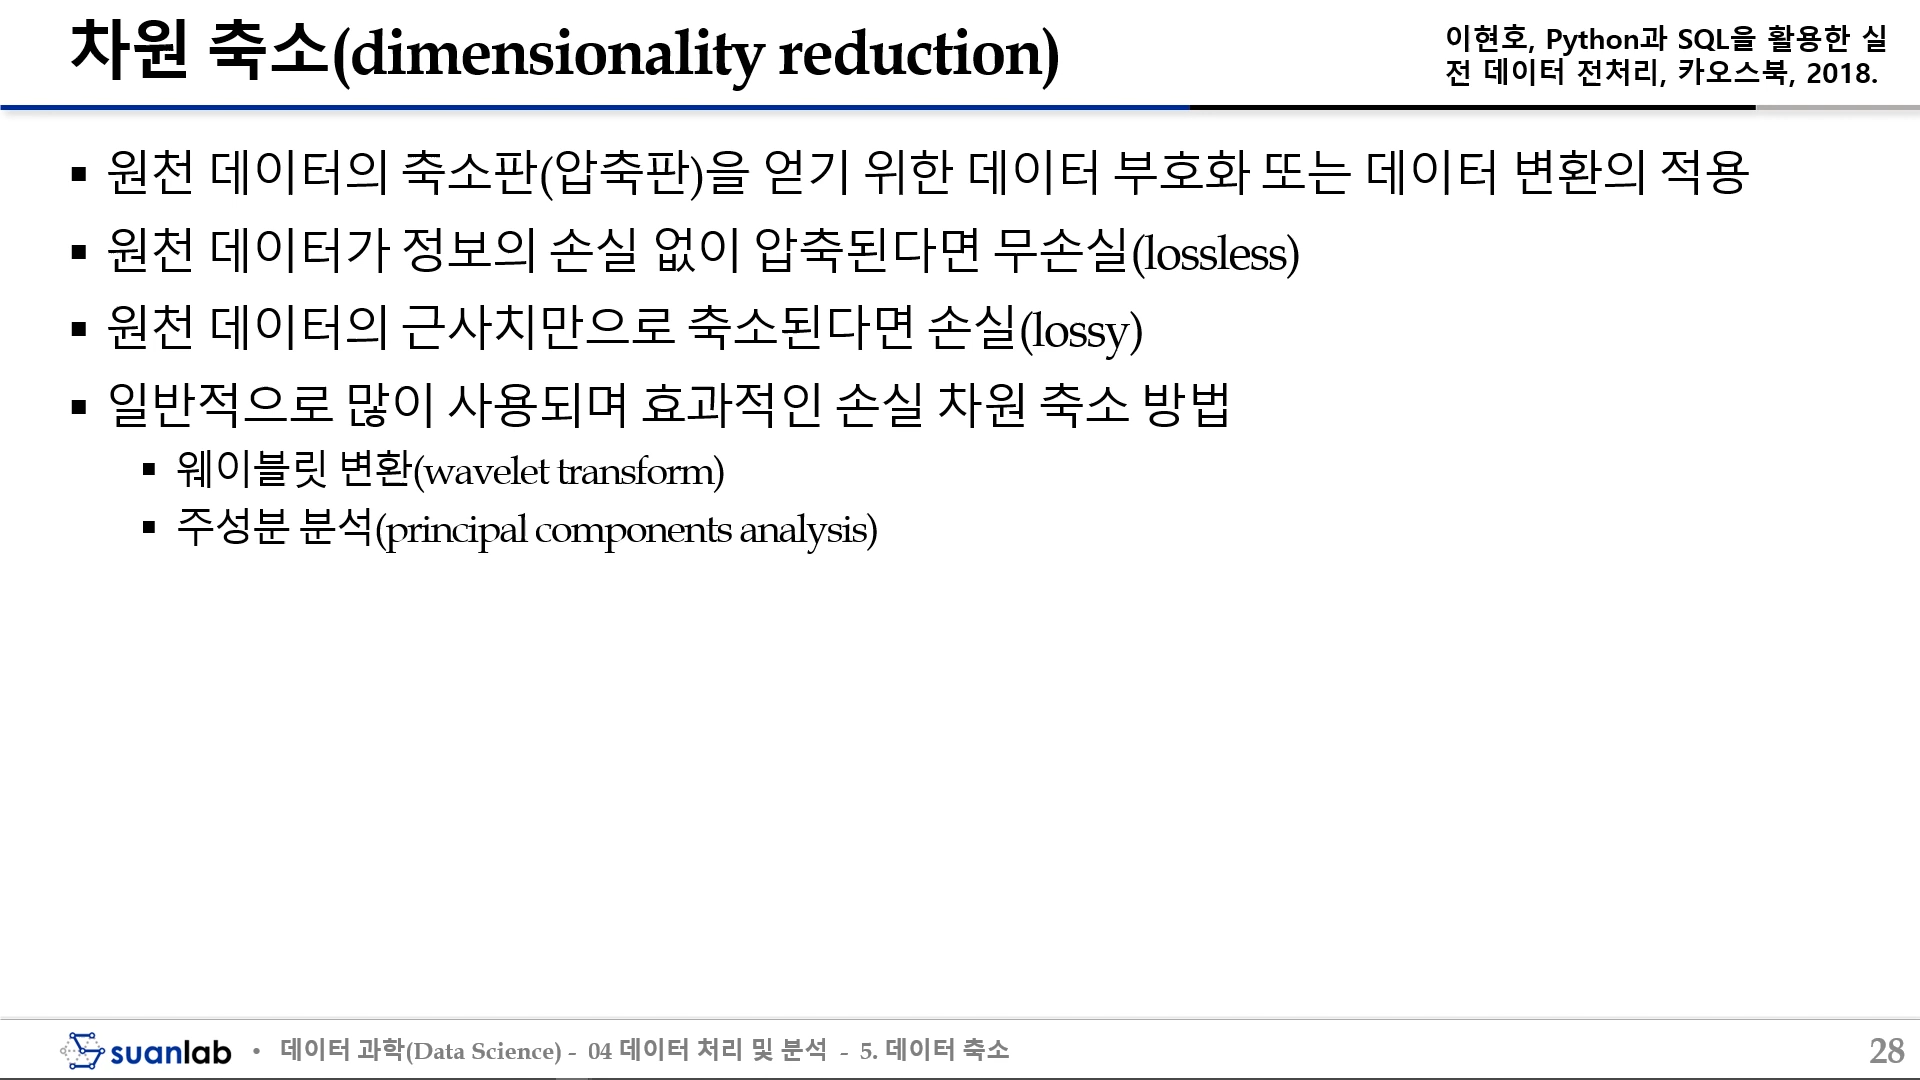 차원 축소(dimensionality reduction)
이현호, Python과 SQL을 활용한 실
전 데이터 전처리, 카오스북, 2018.
▪ 원천 데이터의 축소판(압축판)을 얻기 위한 데이터 부호화 또는 데이터 변환의 적용
▪ 원천 데이터가 정보의 손실 없이 압축된다면 무손실(lossless)
▪ 원천 데이터의 근사치만으로 축소된다면 손실(lossy)
▪ 일반적으로 많이 사용되며 효과적인 손실 차원 축소 방법
▪ 웨이블릿 변환(wavelet transform)
▪ 주성분 분석(principal components analysis)
suanlab • 데이터 과학(Data Science) - 04 데이터 처리 및 분석 - 5. 데이터 축소
28